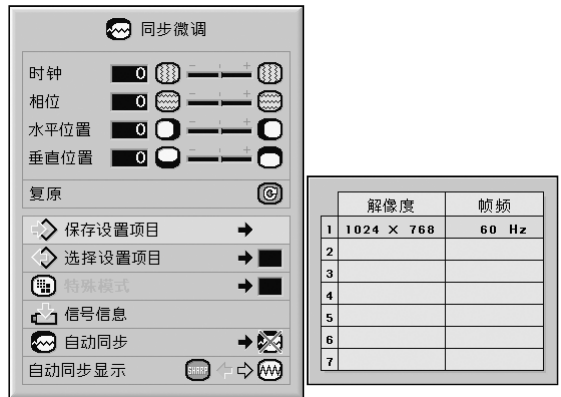 同步微调
时钟 0 - +
相位 0 - +
水平位置 0 - +
垂直位置 0 - +
复原
保存设置项目
选择设置项目
特殊模式
信号信息
自动同步
自动同步显示 SHARP
解像度 帧频
1 1024 × 768 60 Hz
2
3
4
5
6
7